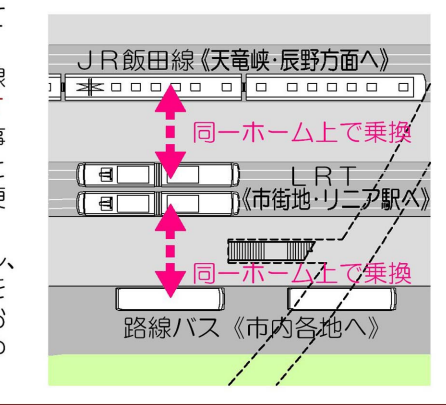 JR飯田線《天竜峡・辰野方面へ》
同一ホーム上で乗換
LRT
《市街地・リニア駅へ》
同一ホーム上で乗換
路線バス《市内各地へ》